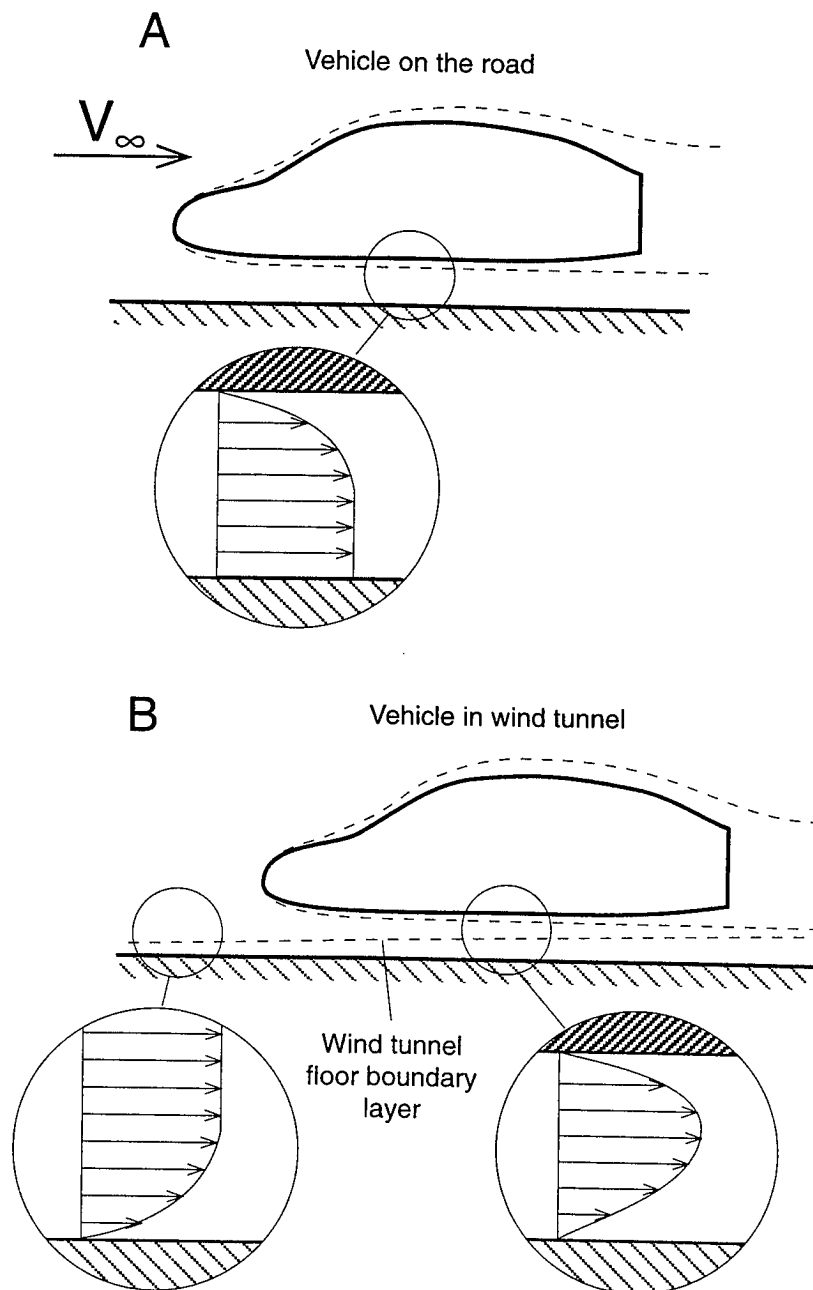 A
Vehicle on the road
V∞
B
Vehicle in wind tunnel
Wind tunnel
floor boundary
layer